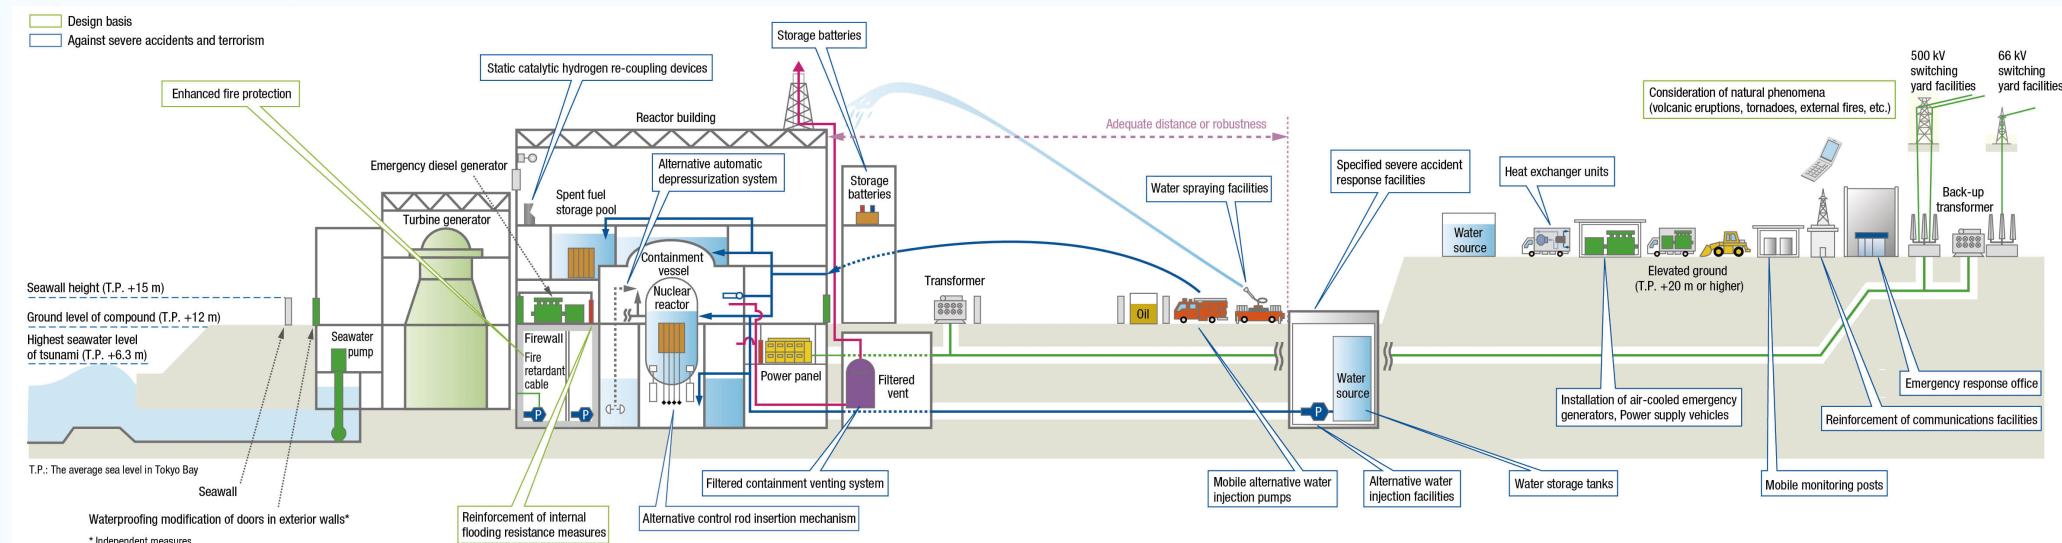 Design basis
Against severe accidents and terrorism
Enhanced fire protection
Static catalytic hydrogen re-coupling devices
Storage batteries
Reactor building
Emergency diesel generator
Alternative automatic
depressurization system
Spent fuel
storage pool
Turbine generator
Storage
batteries
Containment
vessel
Nuclear
reactor
Seawall height (T.P. +15 m)
Ground level of compound (T.P. +12 m)
Highest seawater level
of tsunami (T.P. +6.3 m)
Seawater
pump
Firewall
Fire
retardant
cable
P
P
Power panel
Filtered
vent
T.P.: The average sea level in Tokyo Bay
Seawall
Waterproofing modification of doors in exterior walls*
* Independent measures
Reinforcement of internal
flooding resistance measures
Alternative control rod insertion mechanism
Filtered containment venting system
Adequate distance or robustness
Water spraying facilities
Transformer
Oil
Specified severe accident
response facilities
Water
source
P
Mobile alternative water
injection pumps
Alternative water
injection facilities
Water storage tanks
Consideration of natural phenomena
(volcanic eruptions, tornadoes, external fires, etc.)
500 kV
switching
yard facilities
66 kV
switching
yard facilities
Heat exchanger units
Water
source
Back-up
transformer
Elevated ground
(T.P. +20 m or higher)
Installation of air-cooled emergency
generators, Power supply vehicles
Emergency response office
Reinforcement of communications facilities
Mobile monitoring posts